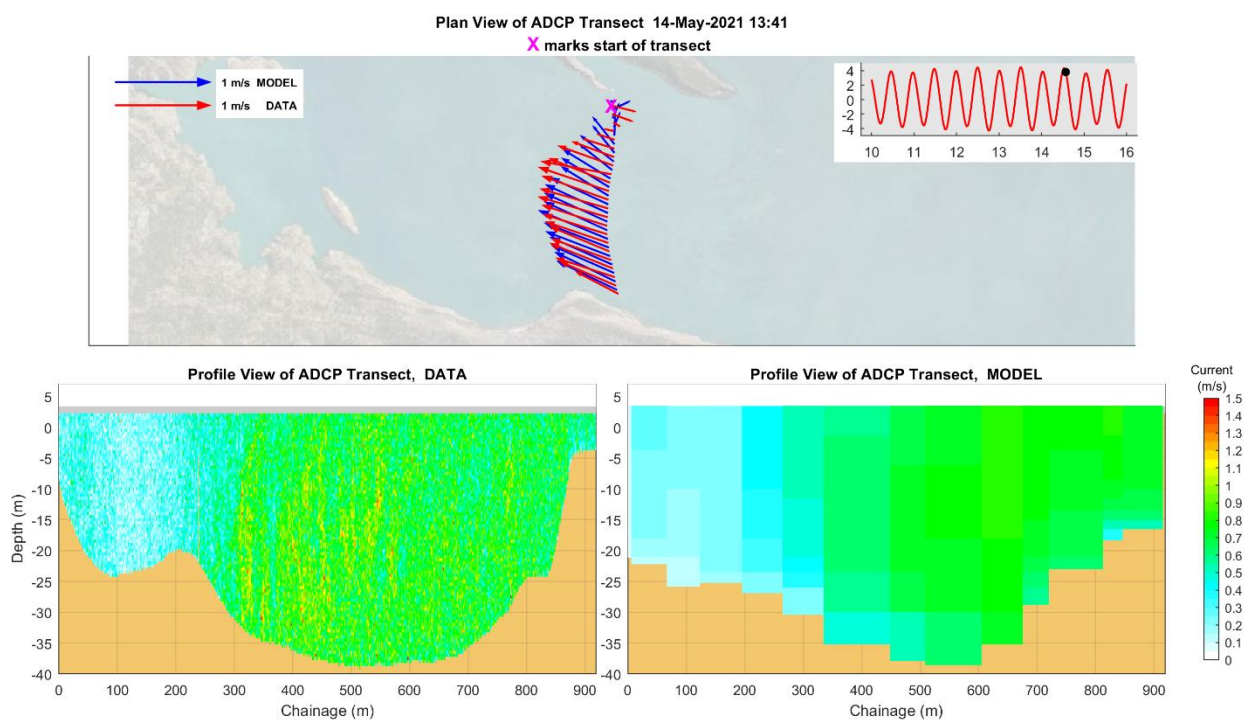 Plan View of ADCP Transect 14-May-2021 13:41
X marks start of transect
1 m/s MODEL
1 m/s DATA
X
4
2
0
-2
-4
10 11 12 13 14 15 16
Profile View of ADCP Transect, DATA
5
0
-5
-10
-15
-20
-25
-30
-35
-40
Depth (m)
0 100 200 300 400 500 600 700 800 900
Chainage (m)
Profile View of ADCP Transect, MODEL
5
0
-5
-10
-15
-20
-25
-30
-35
-40
0 100 200 300 400 500 600 700 800 900
Chainage (m)
Current
(m/s)
1.5
1.4
1.3
1.2
1.1
1
0.9
0.8
0.7
0.6
0.5
0.4
0.3
0.2
0.1
0